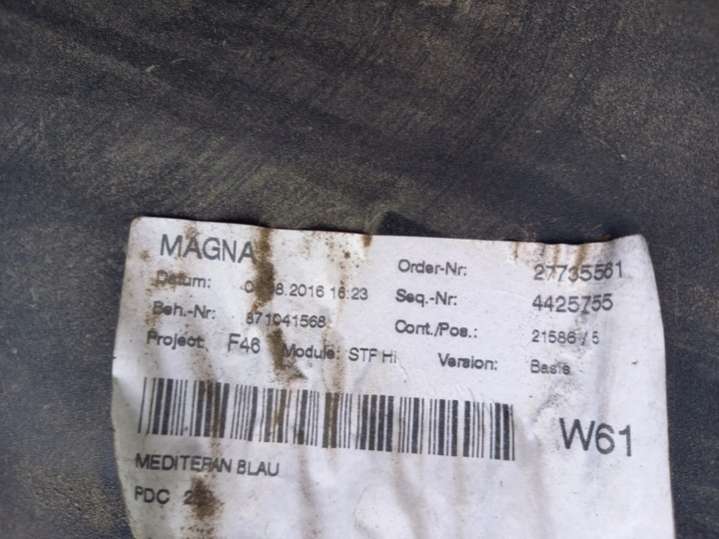 MAGNA
Order-Nr: 27735561
Datum: 08.2016 16:23 Seq.-Nr: 4425755
Beh.-Nr: 871041568 Cont./Pos.: 21586 / 5
Project: F46 Module: STF Hi Version: Basis
W61
MEDITERAN BLAU
PDC